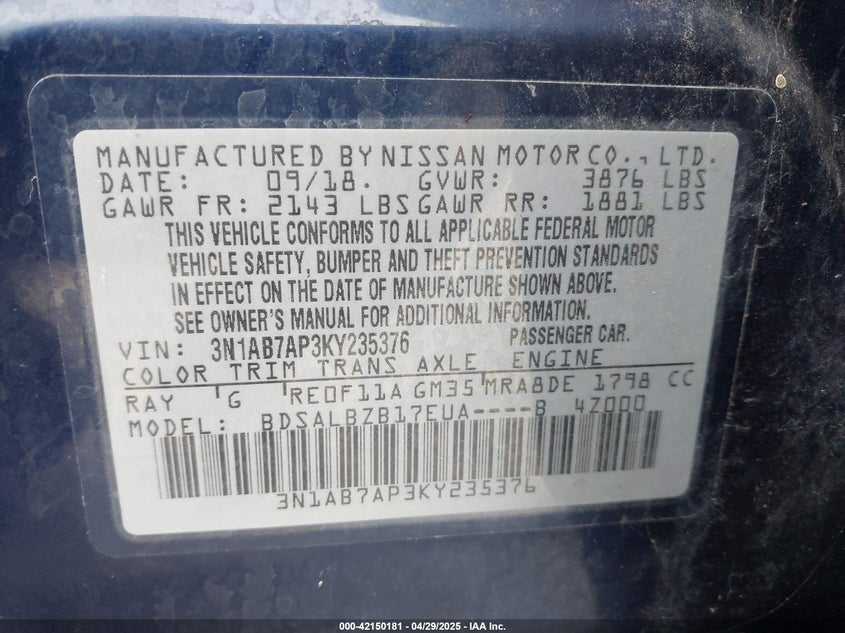 MANUFACTURED BY NISSAN MOTOR CO., LTD.
DATE: 09/18. GVWR: 3876 LBS
GAWR FR: 2143 LBS GAWR RR: 1881 LBS
THIS VEHICLE CONFORMS TO ALL APPLICABLE FEDERAL MOTOR
VEHICLE SAFETY, BUMPER AND THEFT PREVENTION STANDARDS
IN EFFECT ON THE DATE OF MANUFACTURE SHOWN ABOVE.
SEE OWNER'S MANUAL FOR ADDITIONAL INFORMATION.
VIN: 3N1AB7AP3KY235376 PASSENGER CAR.
COLOR TRIM TRANS AXLE ENGINE
RAY G RE0F11A GM35 MRA8DE 1798 CC
MODEL: BDSALBZB17EUA----B 4Z000
3N1AB7AP3KY235376
000-42150181 | 04/29/2025 - IAA Inc.